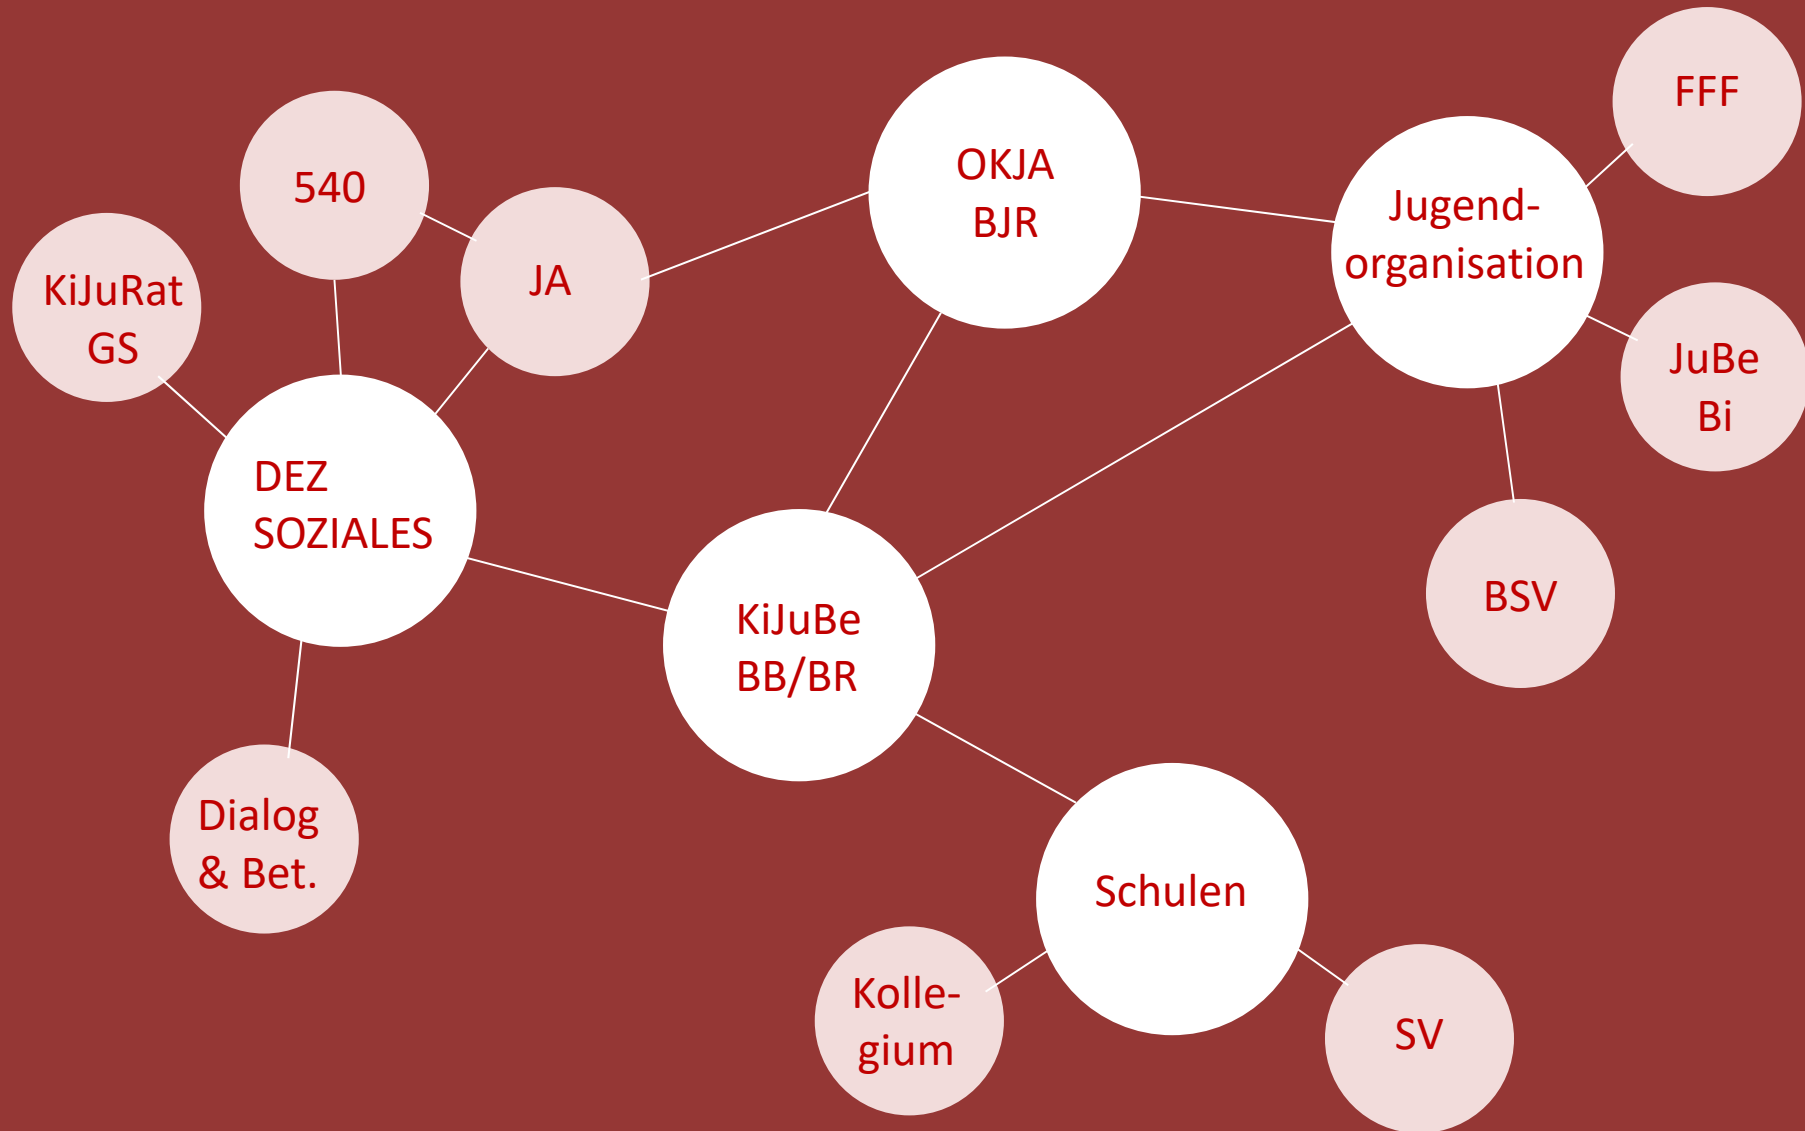 FFF
OKJA
BJR
540
Jugend-
organisation
JA
KiJuRat
GS
JuBe
Bi
DEZ
SOZIALES
BSV
KiJuBe
BB/BR
Dialog
& Bet.
Schulen
Kolle-
gium
SV